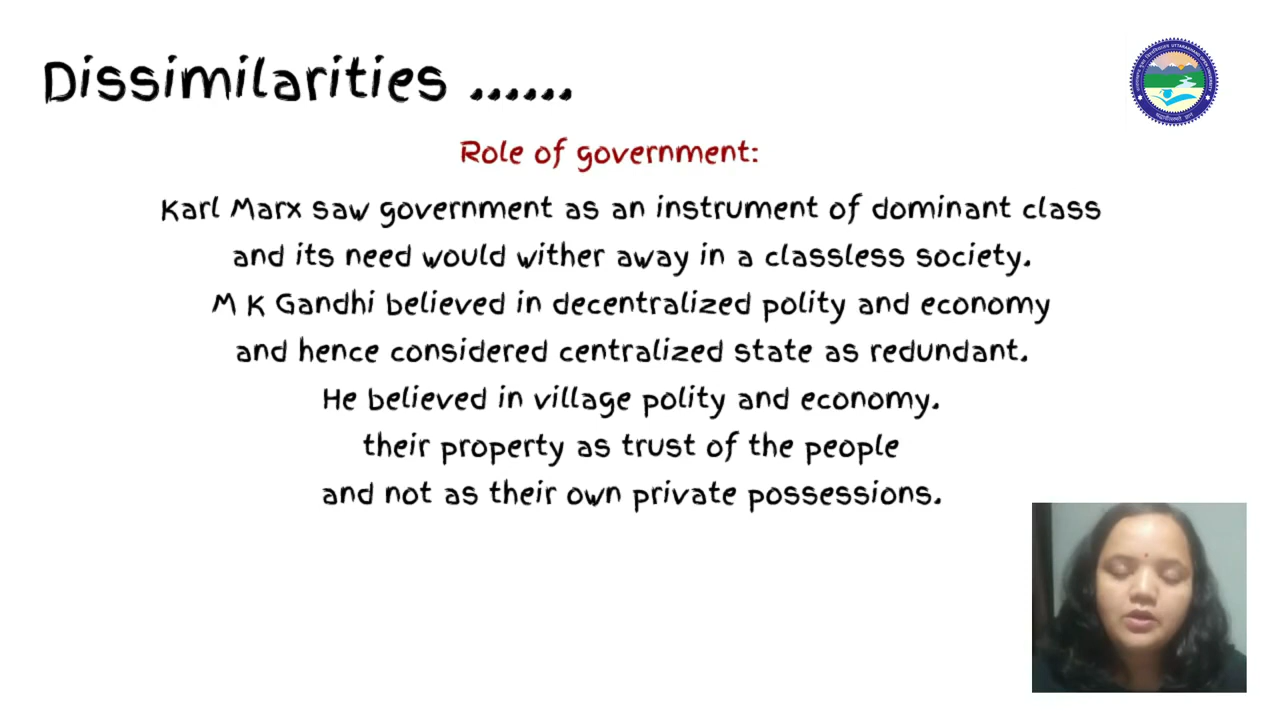 Dissimilarities ......
Role of government:
Karl Marx saw government as an instrument of dominant class
and its need would wither away in a classless society.
M K Gandhi believed in decentralized polity and economy
and hence considered centralized state as redundant.
He believed in village polity and economy.
their property as trust of the people
and not as their own private possessions.